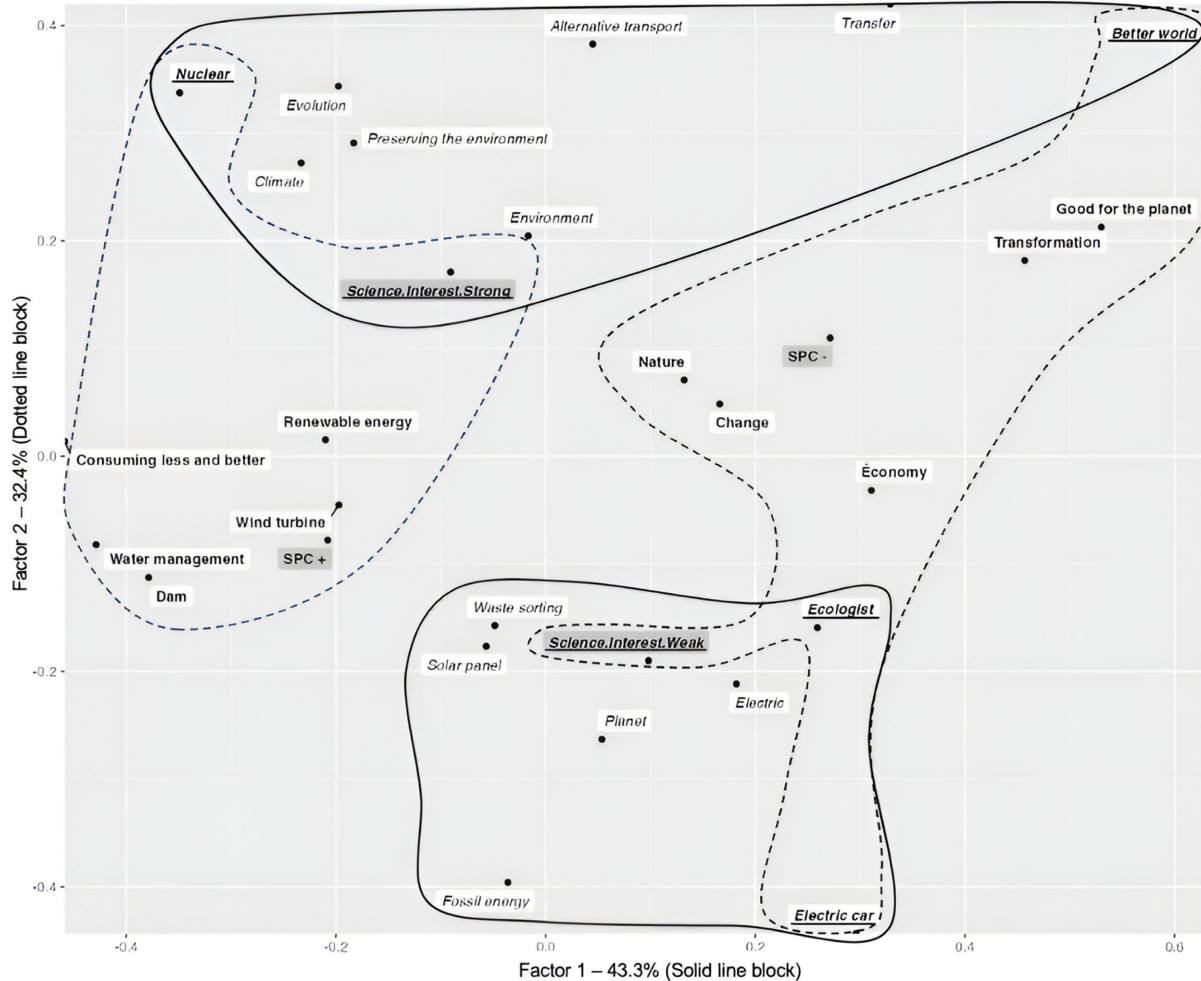 0.4
Alternative transport
Transfer
Better world
Nuclear
Evolution
Preserving the environment
Climate
Environment
Good for the planet
0.2
Transformation
Science.Interest.Strong
SPC -
Nature
Change
Renewable energy
0.0
Consuming less and better
Économy
Wind turbine
Water management
SPC +
Dam
Waste sorting
Ecologist
Science.Interest.Weak
-0.2
Solar panel
Electric
Planet
-0.4
Fossil energy
Electric car
-0.4
-0.2
0.0
0.2
0.4
0.6
Factor 1 – 43.3% (Solid line block)
Factor 2 – 32.4% (Dotted line block)